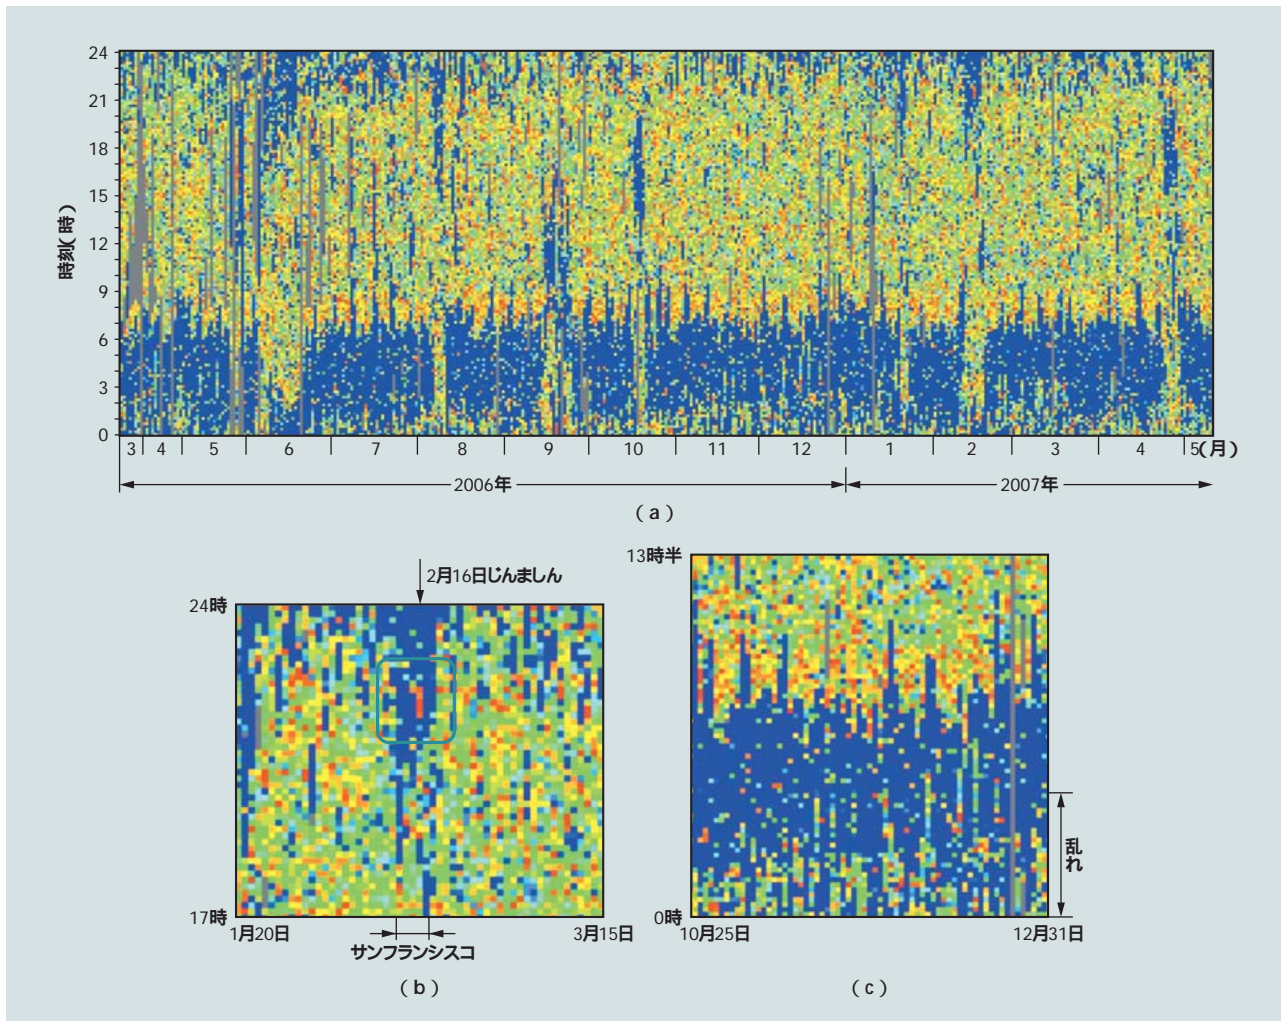 24
21
18
15
12
9
6
3
0
時刻(時)
3 4 5 6 7 8 9 10 11 12 1 2 3 4 5(月)
2006年 2007年
(a)
2月16日じんましん
24時
17時
1月20日 3月15日
サンフランシスコ
(b)
13時半
0時
10月25日 12月31日
乱れ
(c)